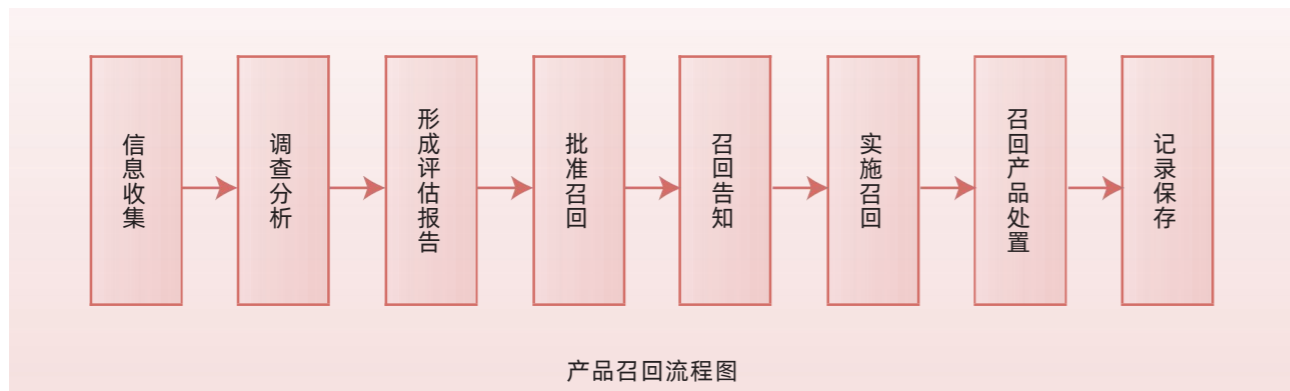 信息收集
调查分析
形成评估报告
批准召回
召回告知
实施召回
召回产品处置
记录保存
产品召回流程图